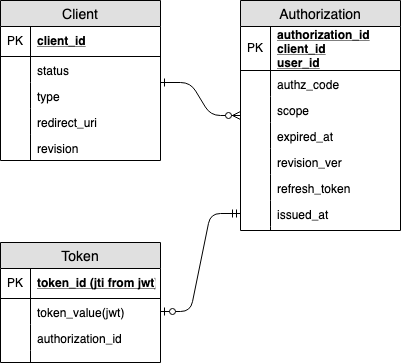 Client
PK
client_id
status
type
redirect_uri
revision
Authorization
PK
authorization_id
client_id
user_id
authz_code
scope
expired_at
revision_ver
refresh_token
issued_at
Token
PK
token_id (jti from jwt)
token_value(jwt)
authorization_id